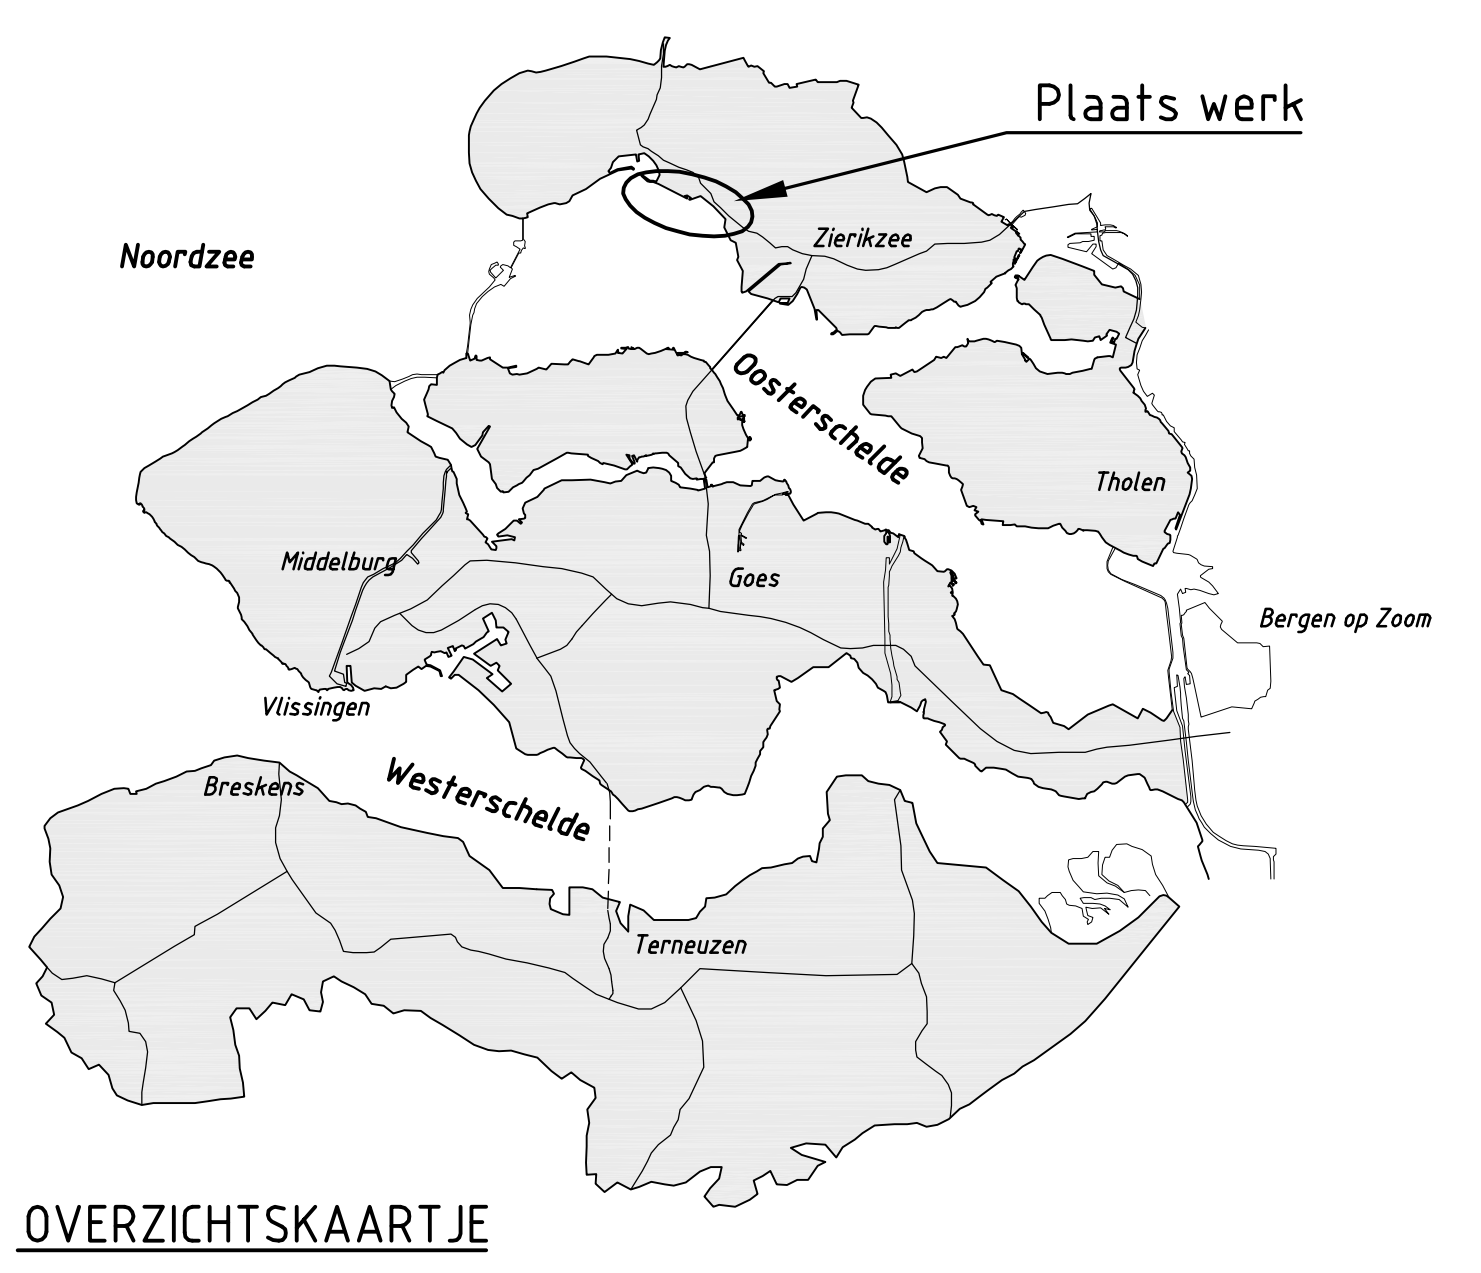 Plaats werk
Noordzee
Zierikzee
Oosterschelde
Tholen
Middelburg
Goes
Bergen op Zoom
Vlissingen
Westerschelde
Breskens
Terneuzen
OVERZICHTSKAARTJE